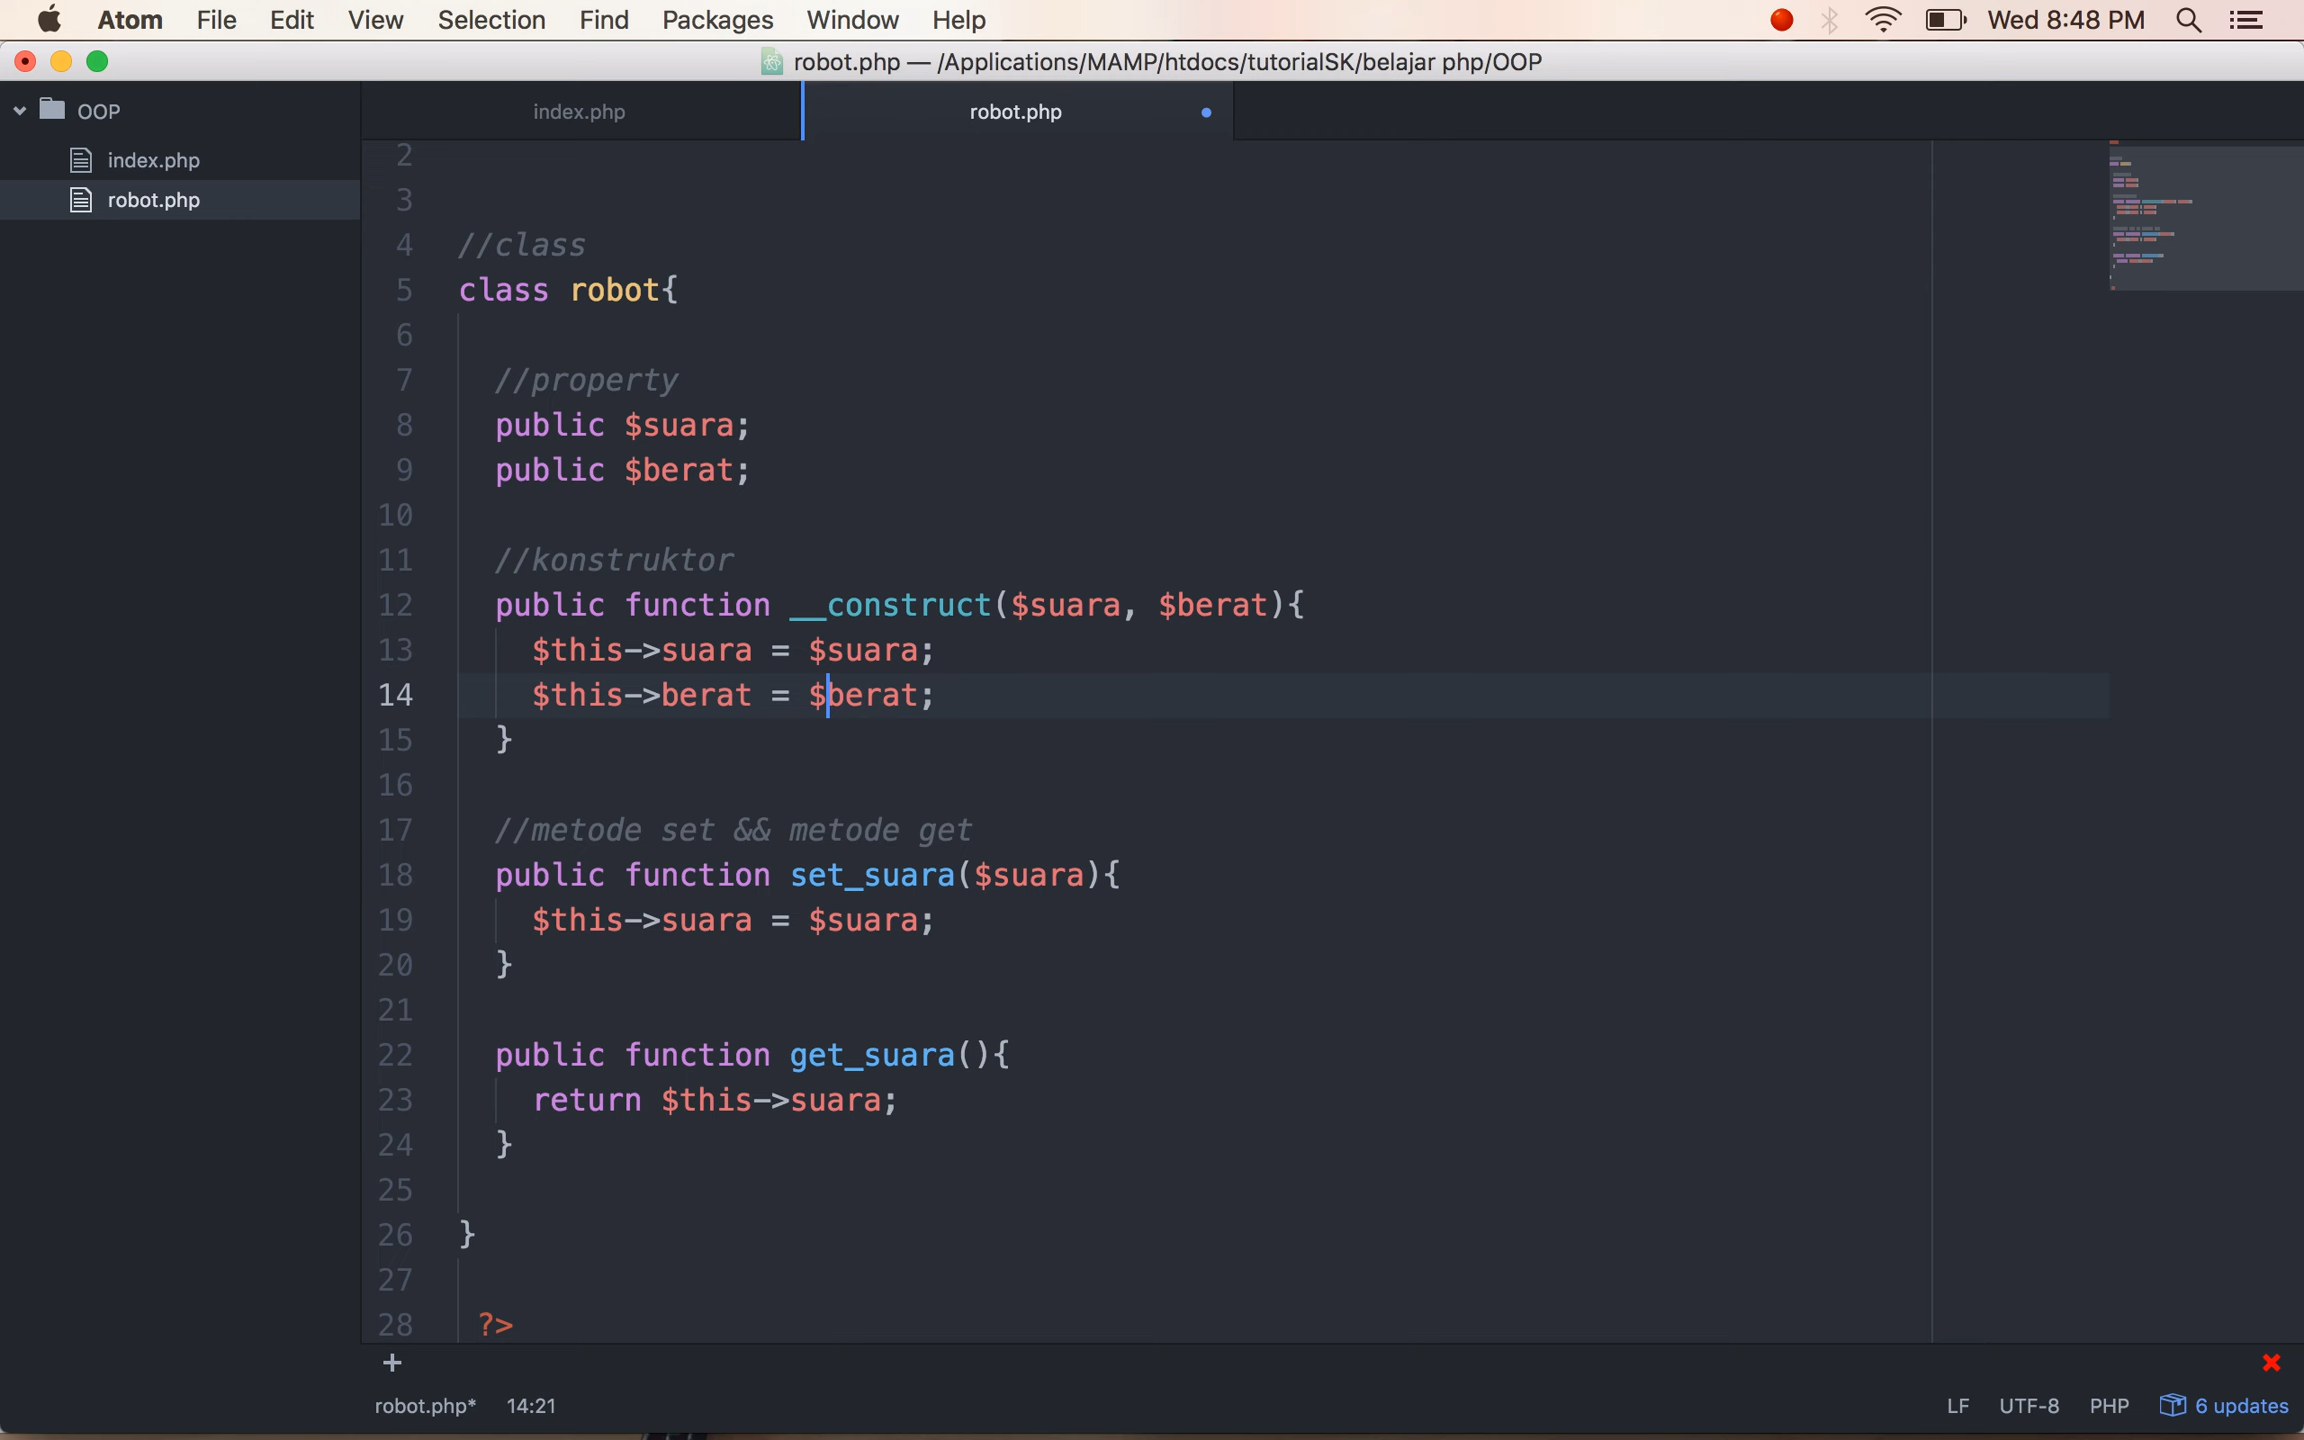 Atom File Edit View Selection Find Packages Window Help Wed 8:48 PM
robot.php — /Applications/MAMP/htdocs/tutorialSK/belajar php/OOP
OOP
index.php
robot.php
index.php robot.php
2
3
4 //class
5 class robot{
6
7 //property
8 public $suara;
9 public $berat;
10
11 //konstruktor
12 public function __construct($suara, $berat){
13 $this->suara = $suara;
14 $this->berat = $berat;
15 }
16
17 //metode set && metode get
18 public function set_suara($suara){
19 $this->suara = $suara;
20 }
21
22 public function get_suara(){
23 return $this->suara;
24 }
25
26 }
27
28 ?>
+
robot.php* 14:21 LF UTF-8 PHP 6 updates